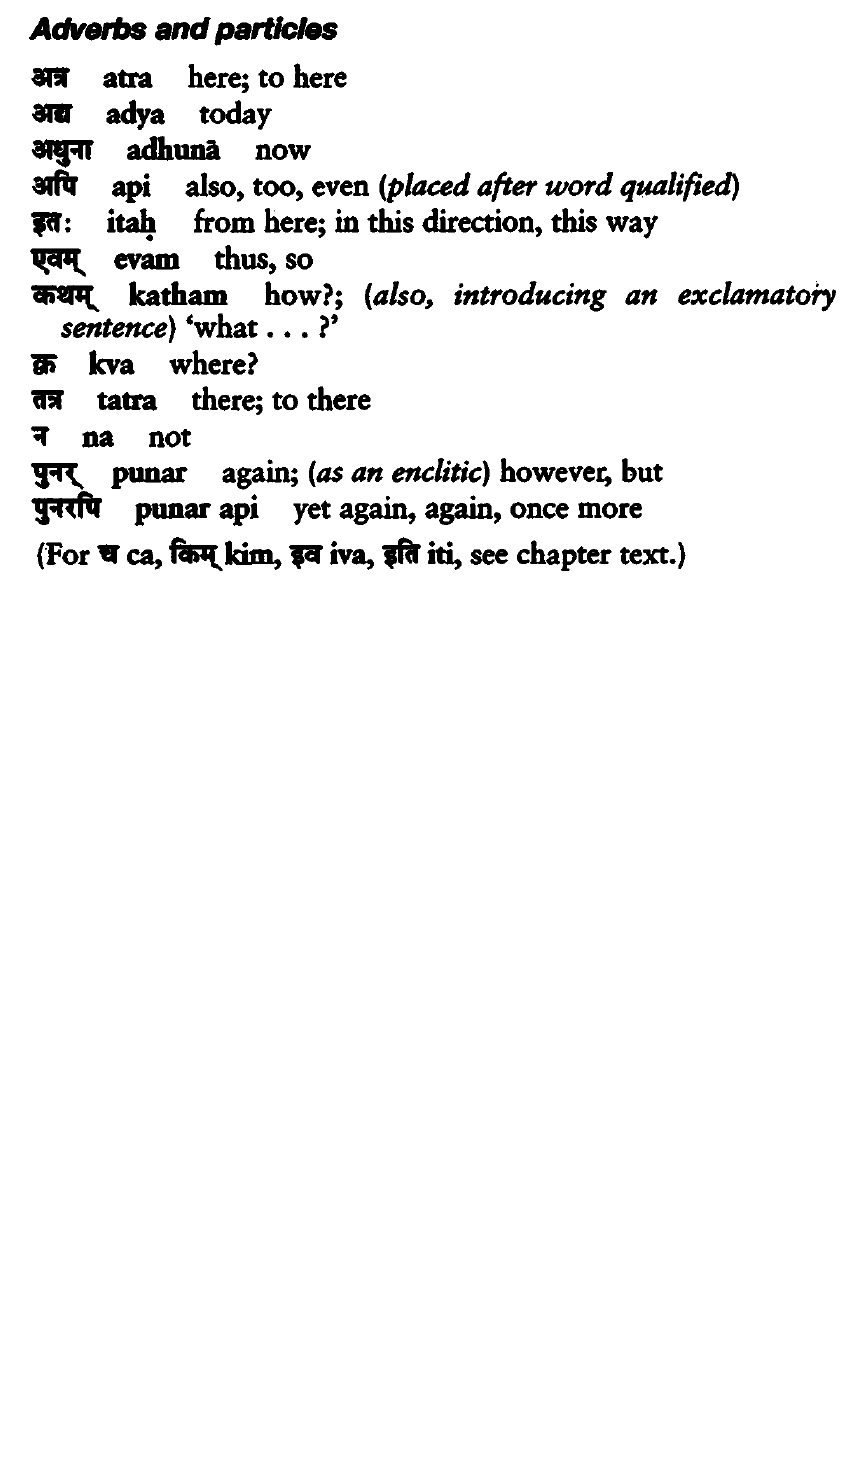 Adverbs and particles
अत्र atra here; to here
अद्य adya today
अधुना adhunā now
अपि api also, too, even (placed after word qualified)
इतः itaḥ from here; in this direction, this way
एवम् evam thus, so
कथम् katham how?; (also, introducing an exclamatory
sentence) ‘what . . . ?’
क्व kva where?
तत्र tatra there; to there
न na not
पुनर् punar again; (as an enclitic) however, but
पुनरपि punar api yet again, again, once more
(For च ca, किम् kim, इव iva, इति iti, see chapter text.)